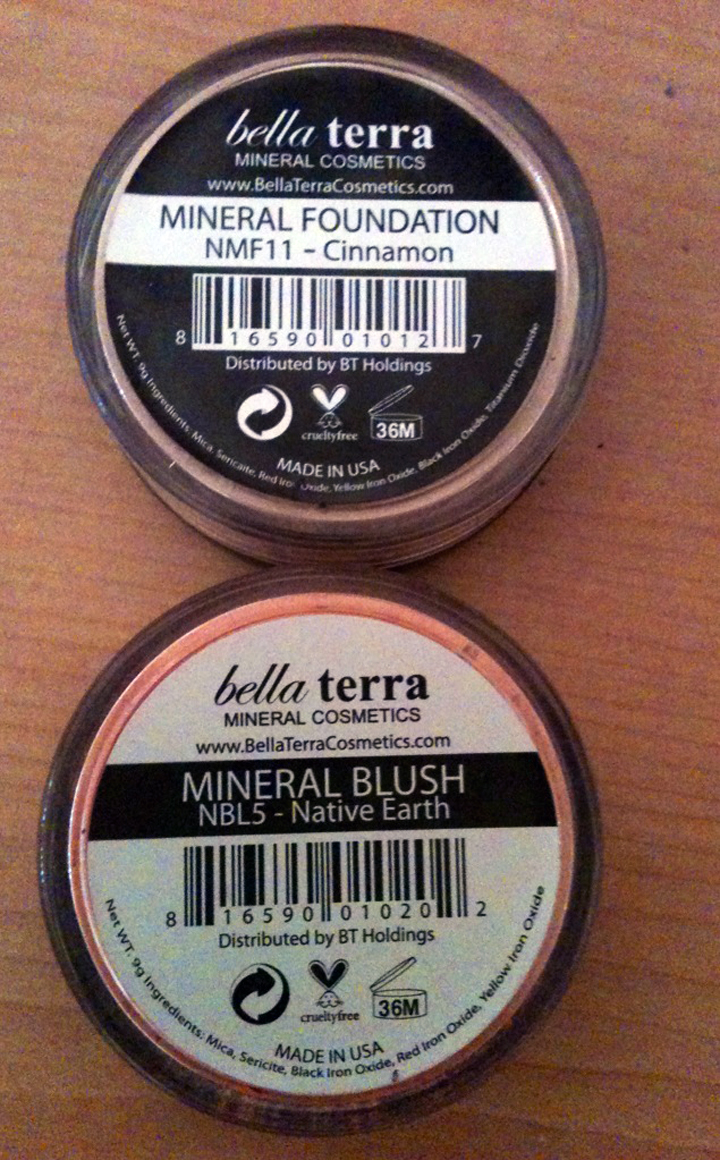 bella terra
MINERAL COSMETICS
www.BellaTerraCosmetics.com
MINERAL FOUNDATION
NMF11 - Cinnamon
8 16590 01012 7
Distributed by BT Holdings
crueltyfree
36M
MADE IN USA
Net WT. 9g Ingredients: Mica, Sericaite, Red Iron Oxide, Yellow Iron Oxide, Black Iron Oxide, Titanium Dioxide
bella terra
MINERAL COSMETICS
www.BellaTerraCosmetics.com
MINERAL BLUSH
NBL5 - Native Earth
8 16590 01020 2
Distributed by BT Holdings
crueltyfree
36M
MADE IN USA
Net WT. 9g Ingredients: Mica, Sericite, Black Iron Oxide, Red Iron Oxide, Yellow Iron Oxide